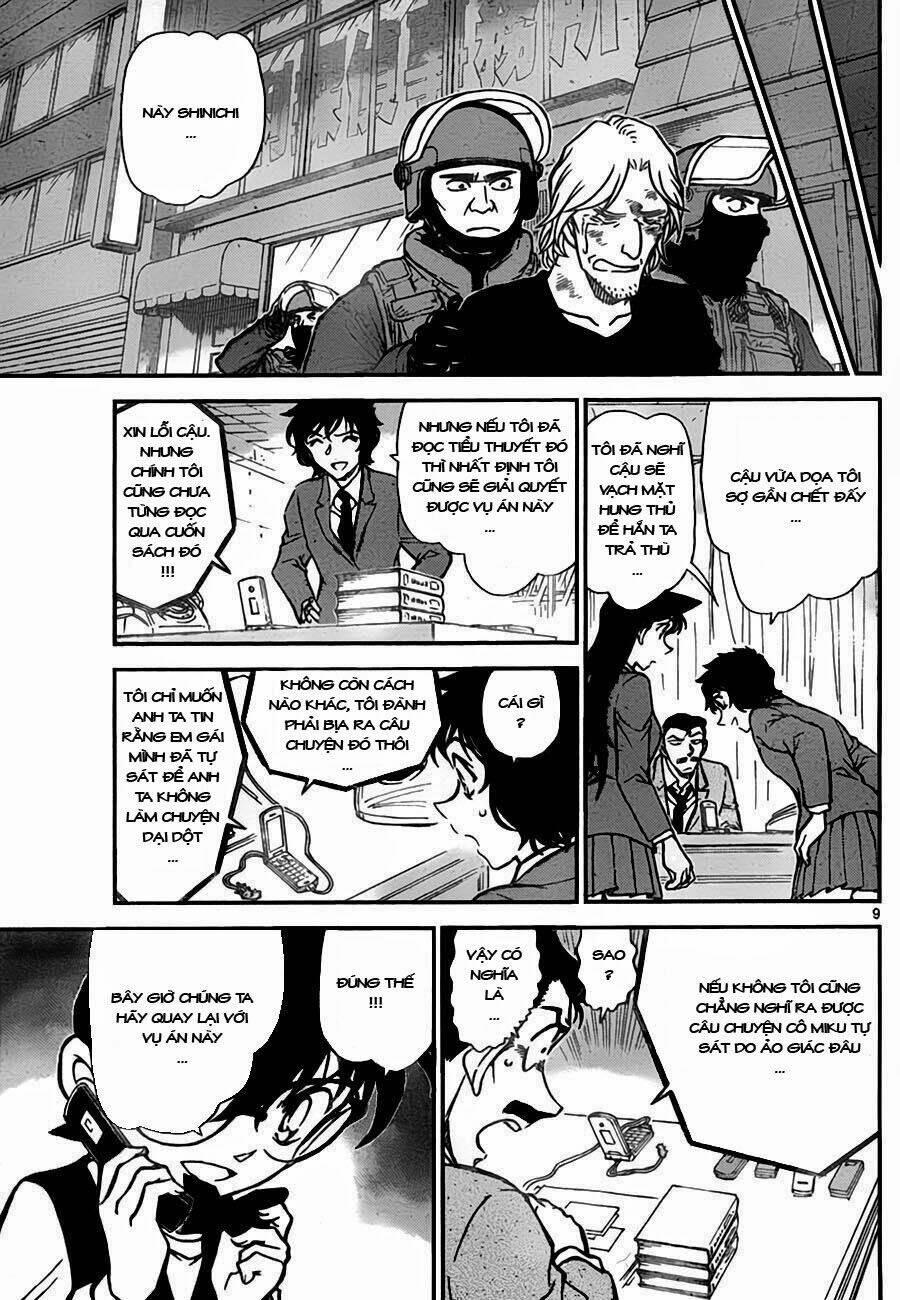 NÀY SHINICHI
...
CẬU VỪA DỌA TÔI
SỢ GẦN CHẾT ĐẤY
...
TÔI ĐÃ NGHĨ
CẬU SẼ
VẠCH MẶT
HUNG THỦ
ĐỂ HẮN TA
TRẢ THÙ
...
NHƯNG NẾU TÔI ĐÃ
ĐỌC TIỂU THUYẾT ĐÓ
THÌ NHẤT ĐỊNH TÔI
CŨNG SẼ GIẢI QUYẾT
ĐƯỢC VỤ ÁN NÀY
...
XIN LỖI CẬU.
NHƯNG
CHÍNH TÔI
CŨNG CHƯA
TỪNG ĐỌC
QUA CUỐN
SÁCH ĐÓ
!!!
CÁI GÌ
?
KHÔNG CÒN CÁCH
NÀO KHÁC, TÔI ĐÀNH
PHẢI BỊA RA CÂU
CHUYỆN ĐÓ THÔI
...
TÔI CHỈ MUỐN
ANH TA TIN
RẰNG EM GÁI
MÌNH ĐÃ TỰ
SÁT ĐỂ ANH
TA KHÔNG
LÀM CHUYỆN
DẠI DỘT
...
9
NẾU KHÔNG TÔI CŨNG
CHẲNG NGHĨ RA ĐƯỢC
CÂU CHUYỆN CÔ MIKU TỰ
SÁT DO ẢO GIÁC ĐÂU
...
SAO
?
VẬY CÓ
NGHĨA
LÀ
...
ĐÚNG THẾ
!!!
BÂY GIỜ CHÚNG TA
HÃY QUAY LẠI VỚI
VỤ ÁN NÀY
...